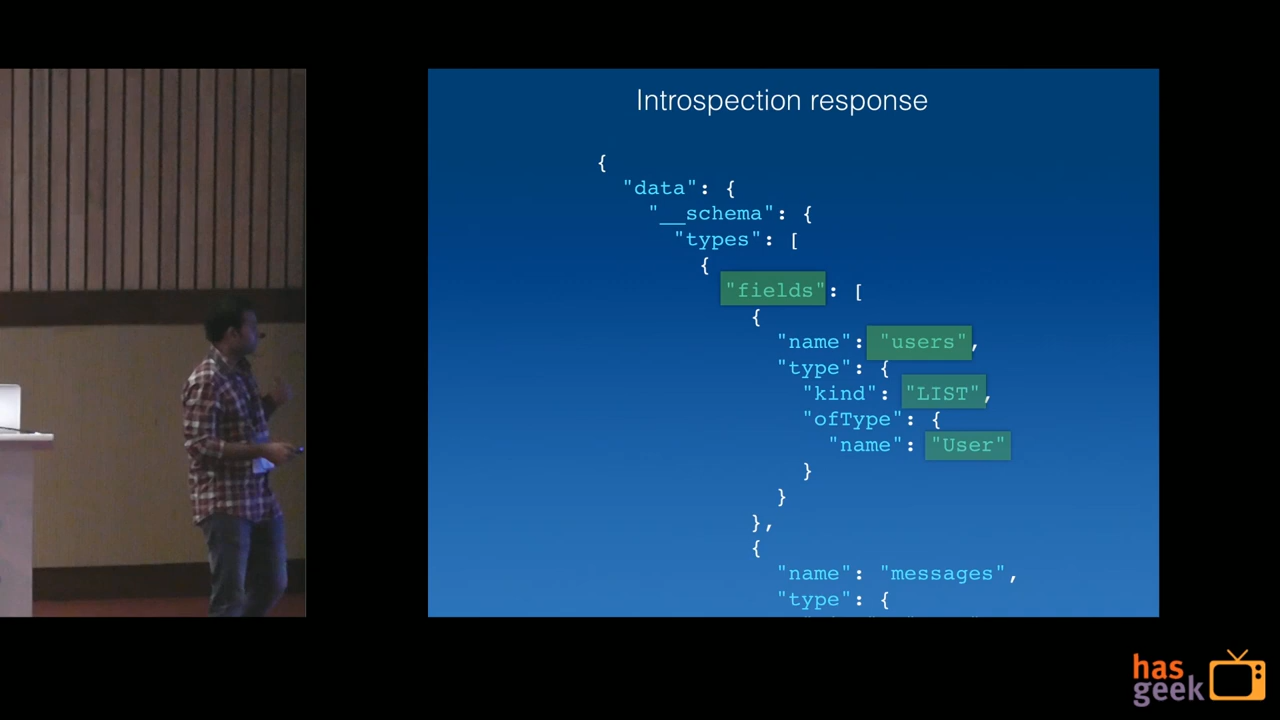 Introspection response
{
"data": {
"__schema": {
"types": [
{
"fields": [
{
"name": "users",
"type": {
"kind": "LIST",
"ofType": {
"name": "User"
}
}
},
{
"name": "messages",
"type": {
has
geek